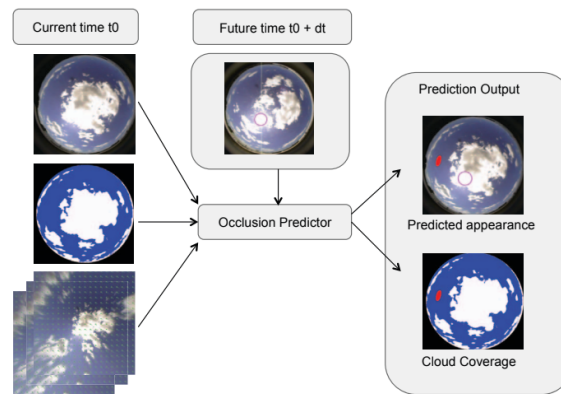 Current time t0
Future time t0 + dt
Prediction Output
Occlusion Predictor
Predicted appearance
Cloud Coverage